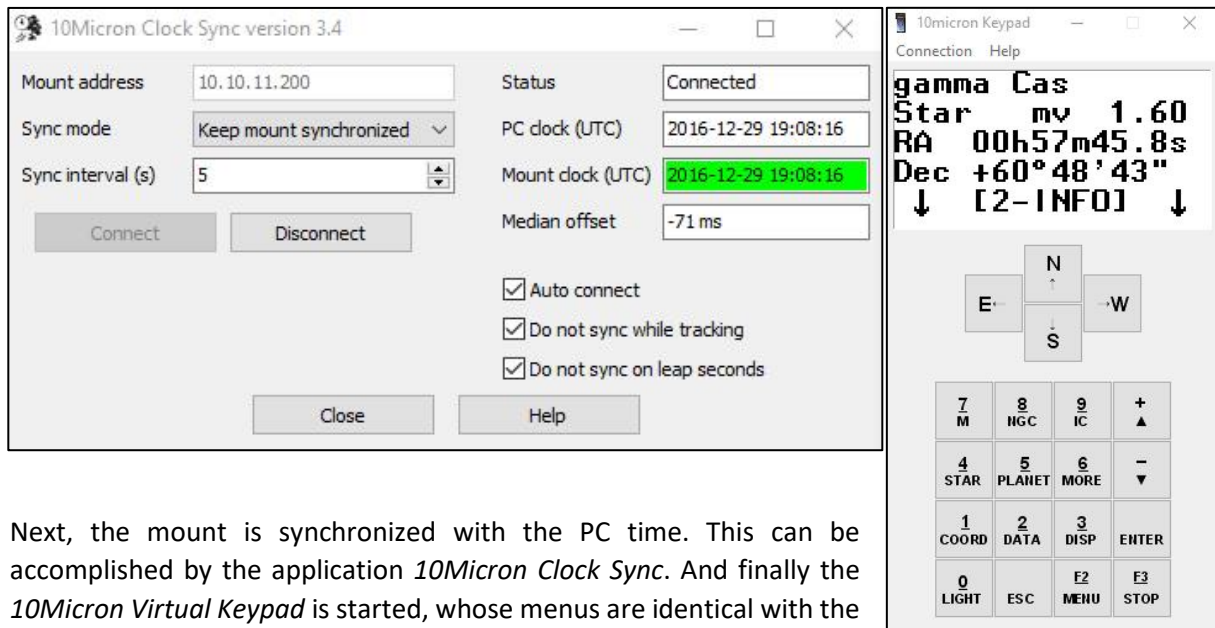 10Micron Clock Sync version 3.4
Mount address 10.10.11.200
Sync mode Keep mount synchronized
Sync interval (s) 5
Connect Disconnect
Status Connected
PC clock (UTC) 2016-12-29 19:08:16
Mount clock (UTC) 2016-12-29 19:08:16
Median offset -71 ms
Auto connect
Do not sync while tracking
Do not sync on leap seconds
Close Help
10micron Keypad
Connection Help
gamma Cas
Star mv 1.60
RA 00h57m45.8s
Dec +60°48'43"
↓ [2-INFO] ↓
N
↑
E← →W
↓
S
7 8 9 +
M NGC IC ▲
4 5 6 −
STAR PLANET MORE ▼
1 2 3
COORD DATA DISP ENTER
0 F2 F3
LIGHT ESC MENU STOP
Next, the mount is synchronized with the PC time. This can be
accomplished by the application 10Micron Clock Sync. And finally the
10Micron Virtual Keypad is started, whose menus are identical with the